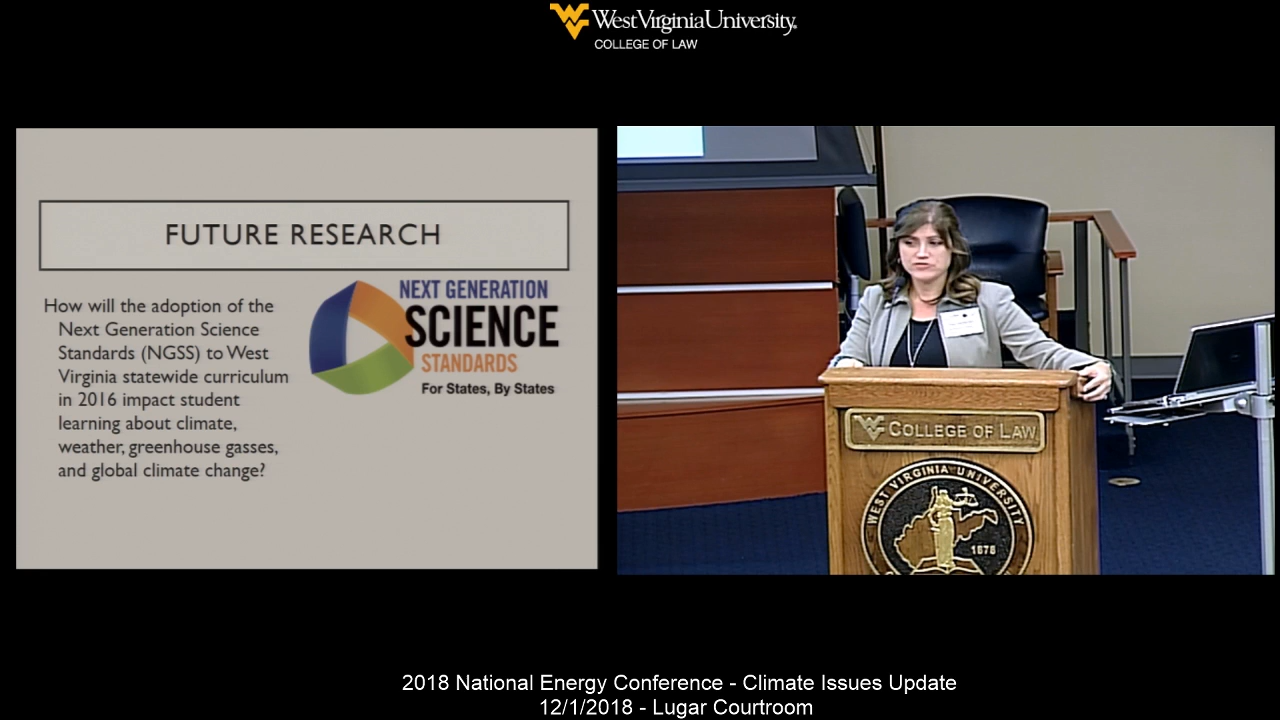 West Virginia University.
COLLEGE OF LAW
FUTURE RESEARCH
How will the adoption of the
Next Generation Science
Standards (NGSS) to West
Virginia statewide curriculum
in 2016 impact student
learning about climate,
weather, greenhouse gasses,
and global climate change?
NEXT GENERATION
SCIENCE
STANDARDS
For States, By States
COLLEGE OF LAW
WEST VIRGINIA UNIVERSITY
1878
2018 National Energy Conference - Climate Issues Update
12/1/2018 - Lugar Courtroom